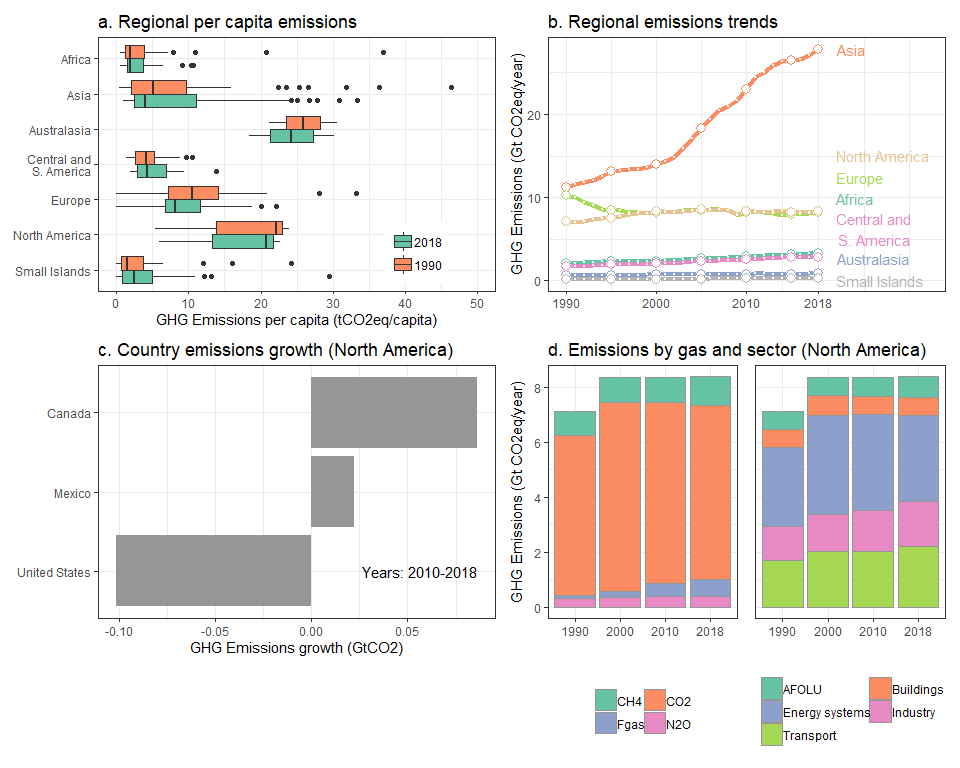 a. Regional per capita emissions
Africa
Asia
Australasia
Central and
S. America
Europe
North America
Small Islands
2018
1990
0
10
20
30
40
50
GHG Emissions per capita (tCO2eq/capita)
b. Regional emissions trends
GHG Emissions (Gt CO2eq/year)
20
10
0
Asia
North America
Europe
Africa
Central and
S. America
Australasia
Small Islands
1990
2000
2010
2018
c. Country emissions growth (North America)
Canada
Mexico
United States
Years: 2010-2018
-0.10
-0.05
0.00
0.05
GHG Emissions growth (GtCO2)
d. Emissions by gas and sector (North America)
GHG Emissions (Gt CO2eq/year)
8
6
4
2
0
1990
2000
2010
2018
1990
2000
2010
2018
CH4
CO2
Fgas
N2O
AFOLU
Buildings
Energy systems
Industry
Transport